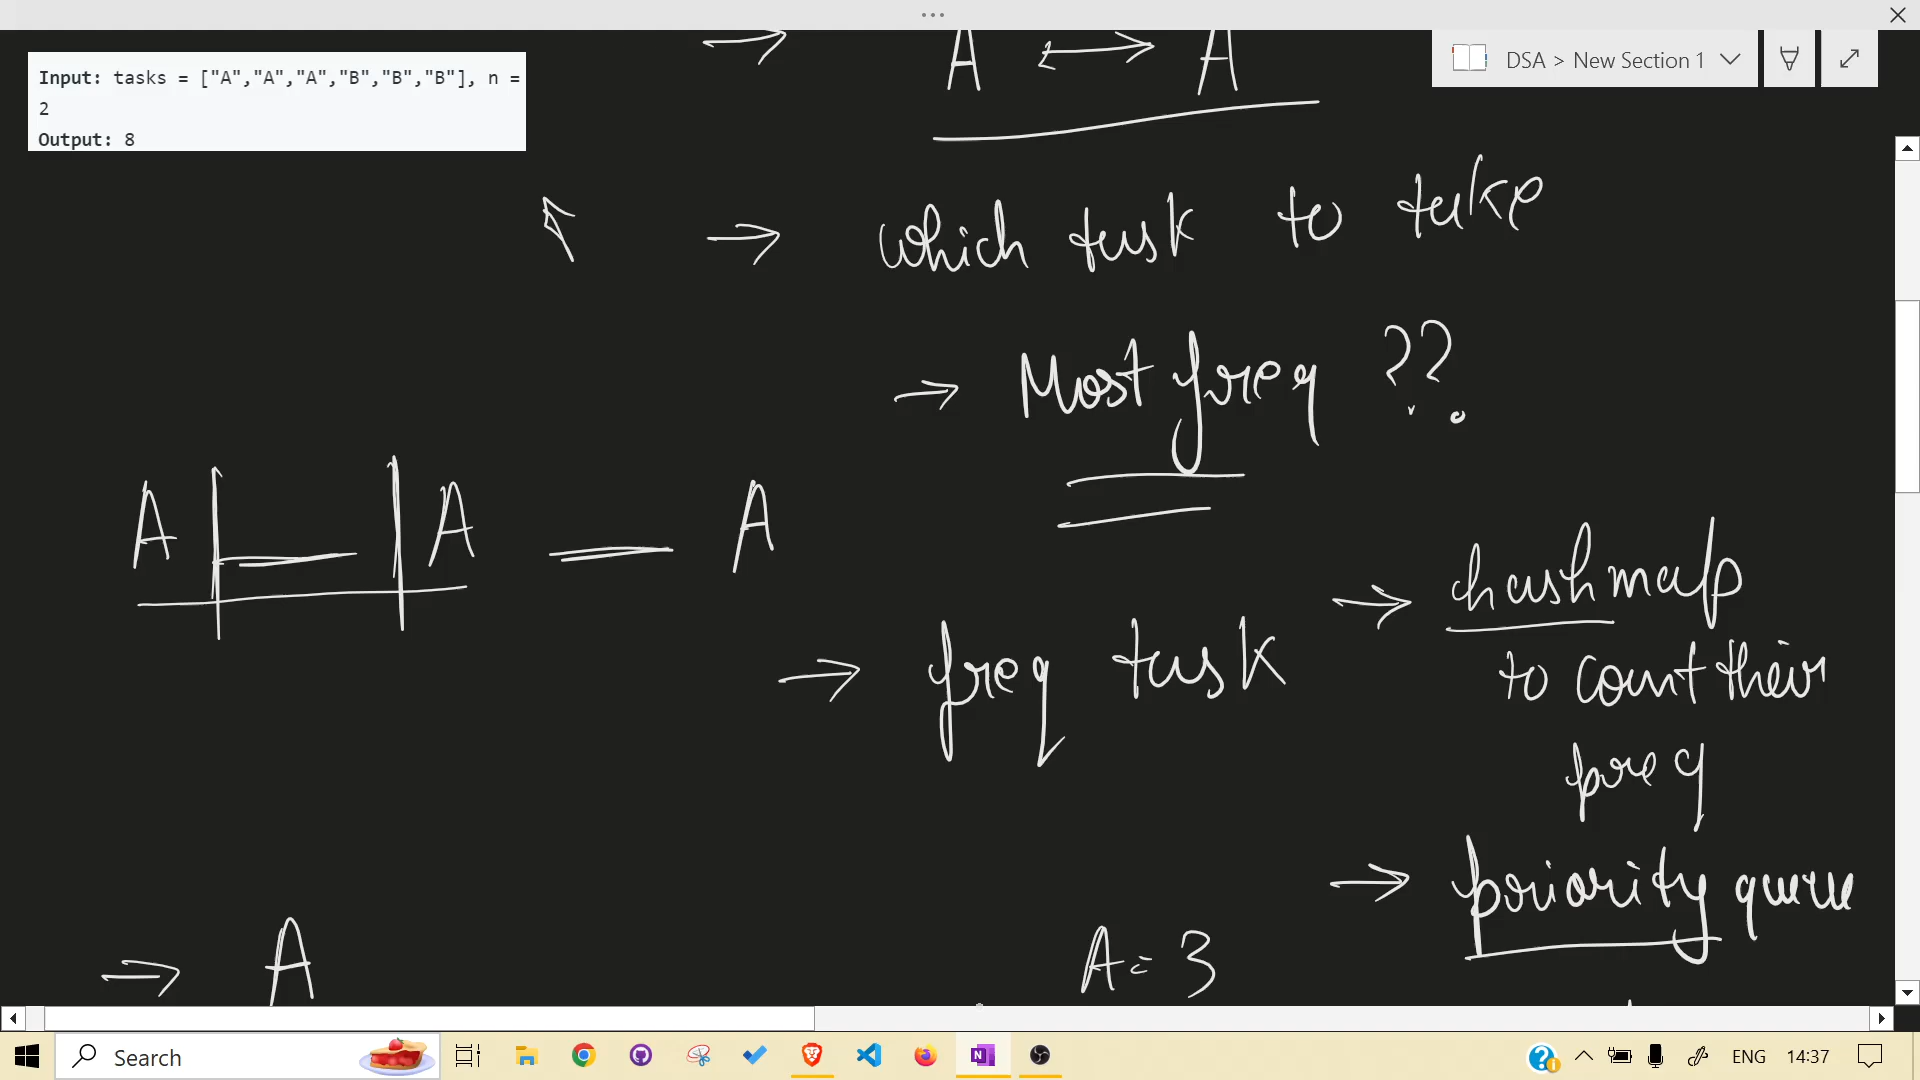 DSA > New Section 1
Input: tasks = ["A","A","A","B","B","B"], n =
2
Output: 8
→ A ↔ A
→ which task to take
→ Most freq ??
A A A
→ freq task
→ hashmap
to count their
freq
→ priority queue
→ A
A = 3
Search
ENG
14:37